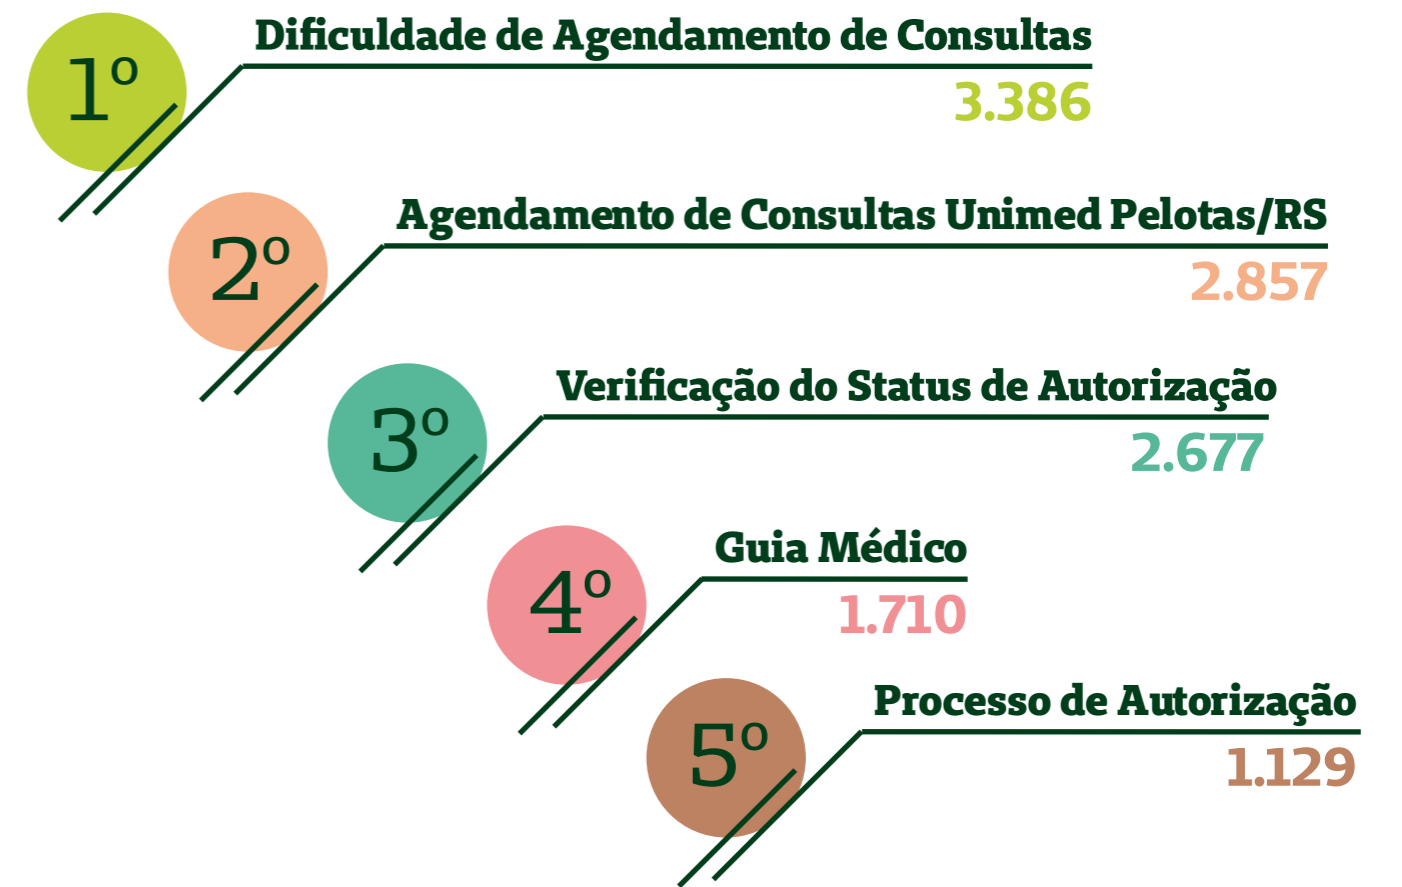 1º
Dificuldade de Agendamento de Consultas
3.386
2º
Agendamento de Consultas Unimed Pelotas/RS
2.857
3º
Verificação do Status de Autorização
2.677
4º
Guia Médico
1.710
5º
Processo de Autorização
1.129